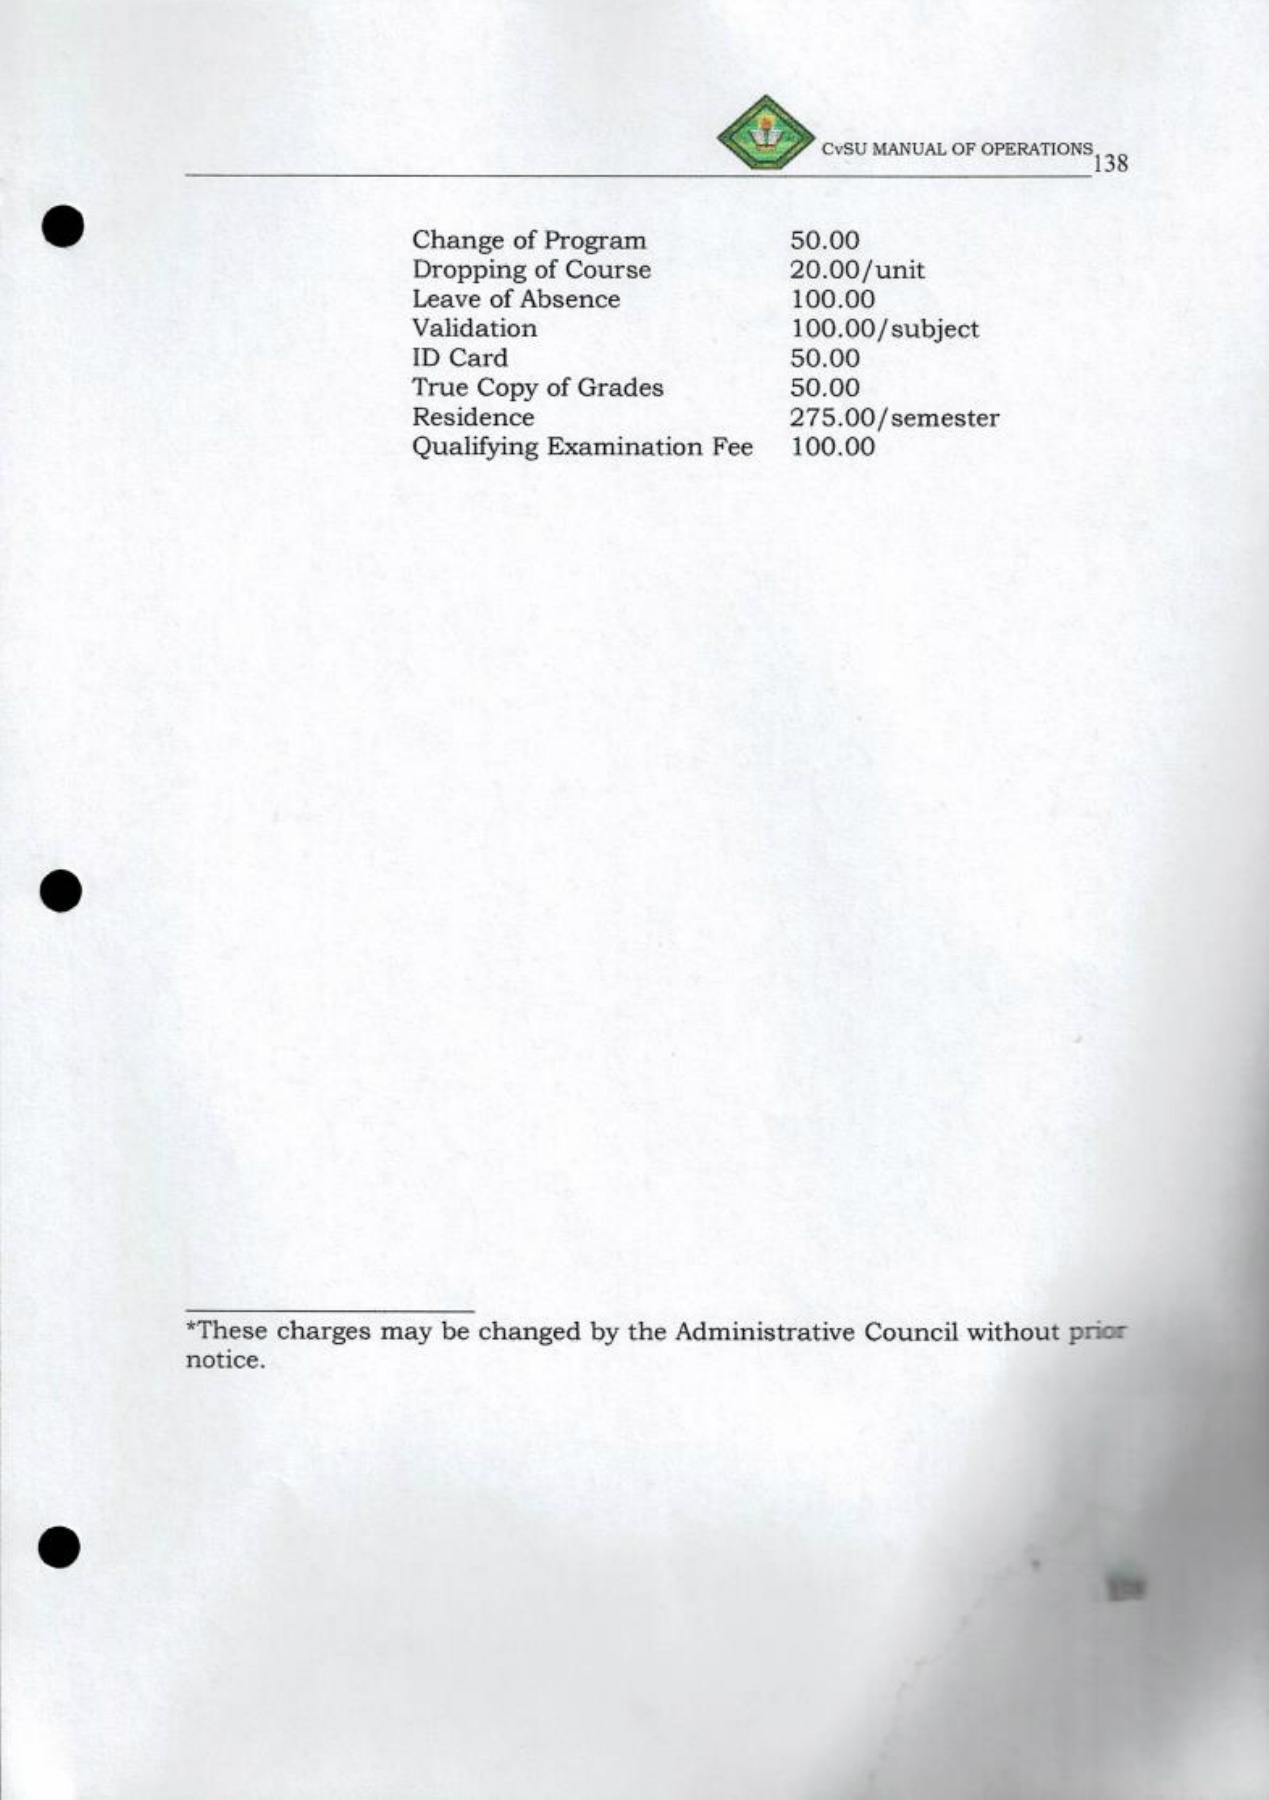 CvSU MANUAL OF OPERATIONS
138
Change of Program 50.00
Dropping of Course 20.00/unit
Leave of Absence 100.00
Validation 100.00/subject
ID Card 50.00
True Copy of Grades 50.00
Residence 275.00/semester
Qualifying Examination Fee 100.00
*These charges may be changed by the Administrative Council without prior
notice.